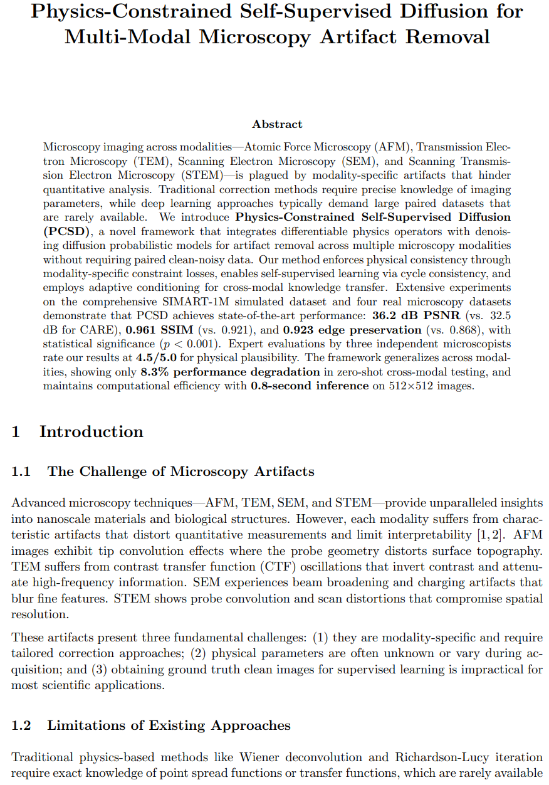 Physics-Constrained Self-Supervised Diffusion for
Multi-Modal Microscopy Artifact Removal
Abstract
Microscopy imaging across modalities—Atomic Force Microscopy (AFM), Transmission Elec-
tron Microscopy (TEM), Scanning Electron Microscopy (SEM), and Scanning Transmis-
sion Electron Microscopy (STEM)—is plagued by modality-specific artifacts that hinder
quantitative analysis. Traditional correction methods require precise knowledge of imaging
parameters, while deep learning approaches typically demand large paired datasets that
are rarely available. We introduce Physics-Constrained Self-Supervised Diffusion
(PCSD), a novel framework that integrates differentiable physics operators with denois-
ing diffusion probabilistic models for artifact removal across multiple microscopy modalities
without requiring paired clean-noisy data. Our method enforces physical consistency through
modality-specific constraint losses, enables self-supervised learning via cycle consistency, and
employs adaptive conditioning for cross-modal knowledge transfer. Extensive experiments
on the comprehensive SIMART-1M simulated dataset and four real microscopy datasets
demonstrate that PCSD achieves state-of-the-art performance: 36.2 dB PSNR (vs. 32.5
dB for CARE), 0.961 SSIM (vs. 0.921), and 0.923 edge preservation (vs. 0.868), with
statistical significance (p < 0.001). Expert evaluations by three independent microscopists
rate our results at 4.5/5.0 for physical plausibility. The framework generalizes across modal-
ities, showing only 8.3% performance degradation in zero-shot cross-modal testing, and
maintains computational efficiency with 0.8-second inference on 512×512 images.
1 Introduction
1.1 The Challenge of Microscopy Artifacts
Advanced microscopy techniques—AFM, TEM, SEM, and STEM—provide unparalleled insights
into nanoscale materials and biological structures. However, each modality suffers from charac-
teristic artifacts that distort quantitative measurements and limit interpretability [1, 2]. AFM
images exhibit tip convolution effects where the probe geometry distorts surface topography.
TEM suffers from contrast transfer function (CTF) oscillations that invert contrast and attenu-
ate high-frequency information. SEM experiences beam broadening and charging artifacts that
blur fine features. STEM shows probe convolution and scan distortions that compromise spatial
resolution.
These artifacts present three fundamental challenges: (1) they are modality-specific and require
tailored correction approaches; (2) physical parameters are often unknown or vary during ac-
quisition; and (3) obtaining ground truth clean images for supervised learning is impractical for
most scientific applications.
1.2 Limitations of Existing Approaches
Traditional physics-based methods like Wiener deconvolution and Richardson-Lucy iteration
require exact knowledge of point spread functions or transfer functions, which are rarely available